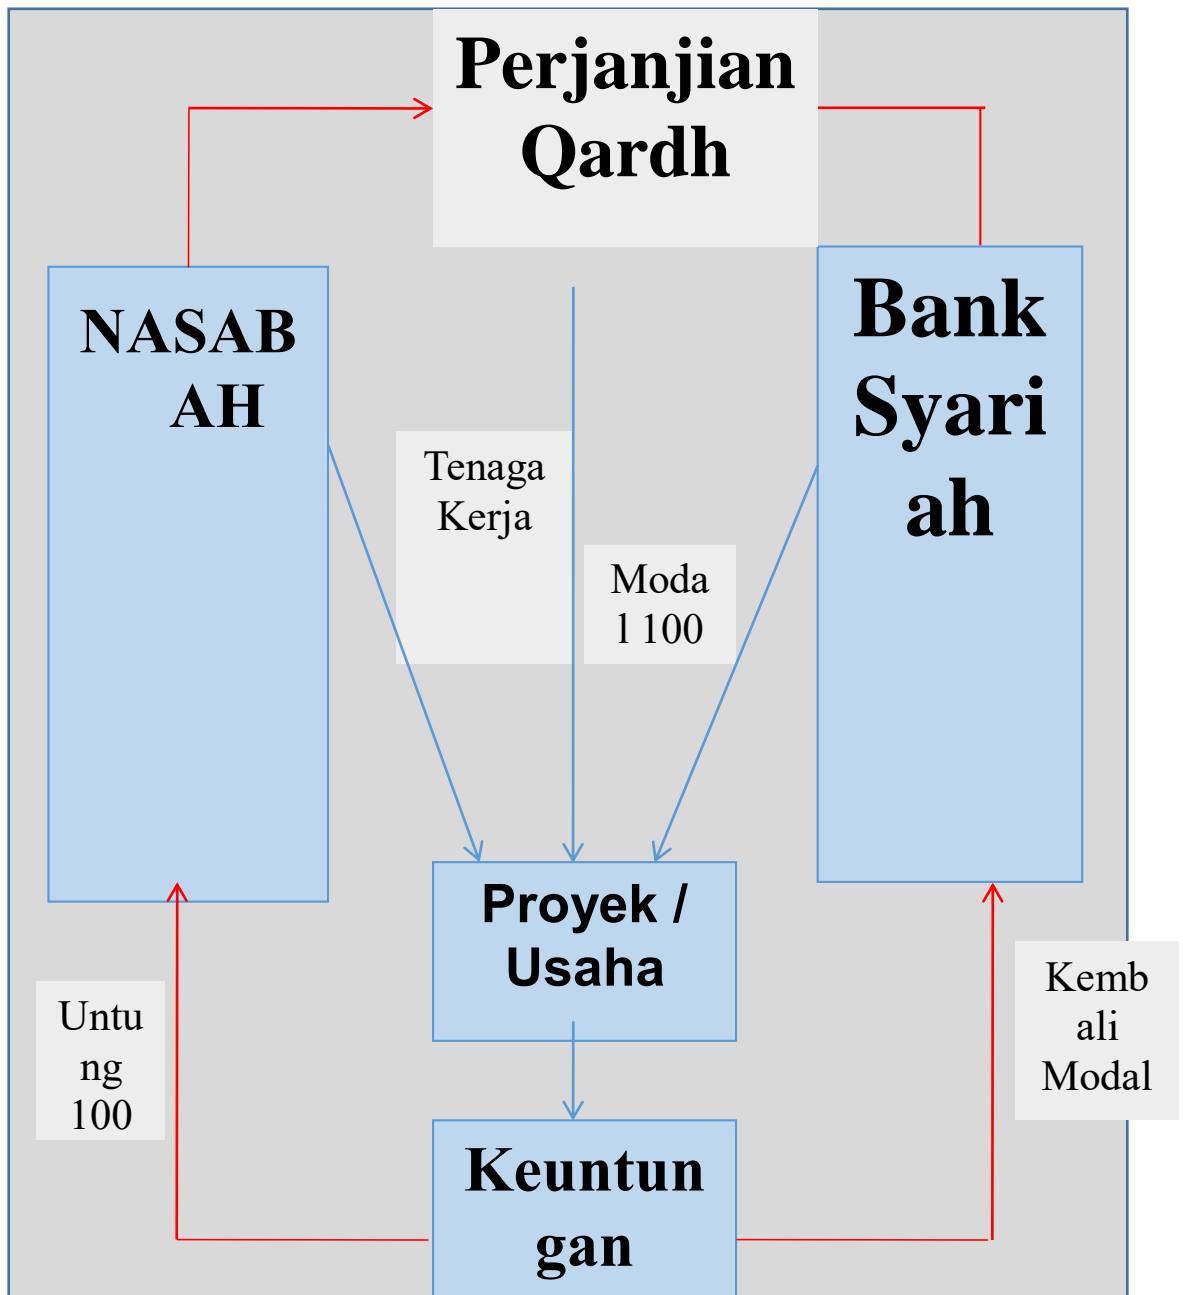 Perjanjian
Qardh
NASAB
AH
Bank
Syari
ah
Tenaga
Kerja
Moda
l 100
Proyek /
Usaha
Untu
ng
100
Kemb
ali
Modal
Keuntun
gan